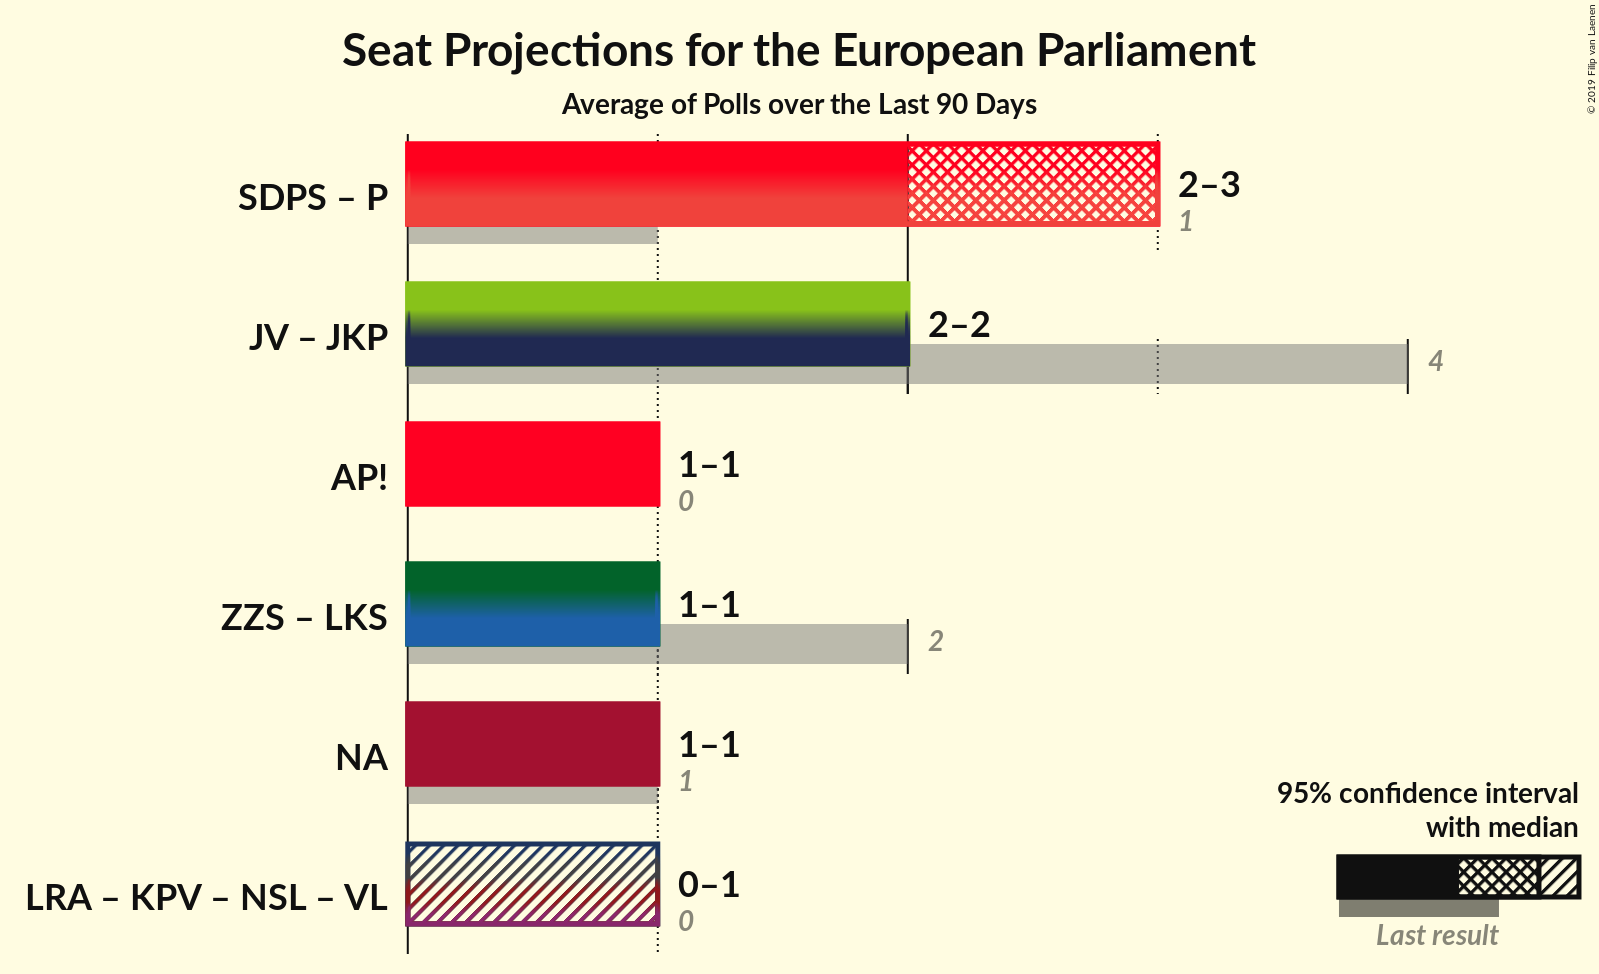 Seat Projections for the European Parliament
Average of Polls over the Last 90 Days
© 2019 Filip van Laenen
SDPS – P
2–3
1
JV – JKP
2–2
4
AP!
1–1
0
ZZS – LKS
1–1
2
NA
1–1
1
LRA – KPV – NSL – VL
0–1
0
95% confidence interval
with median
Last result